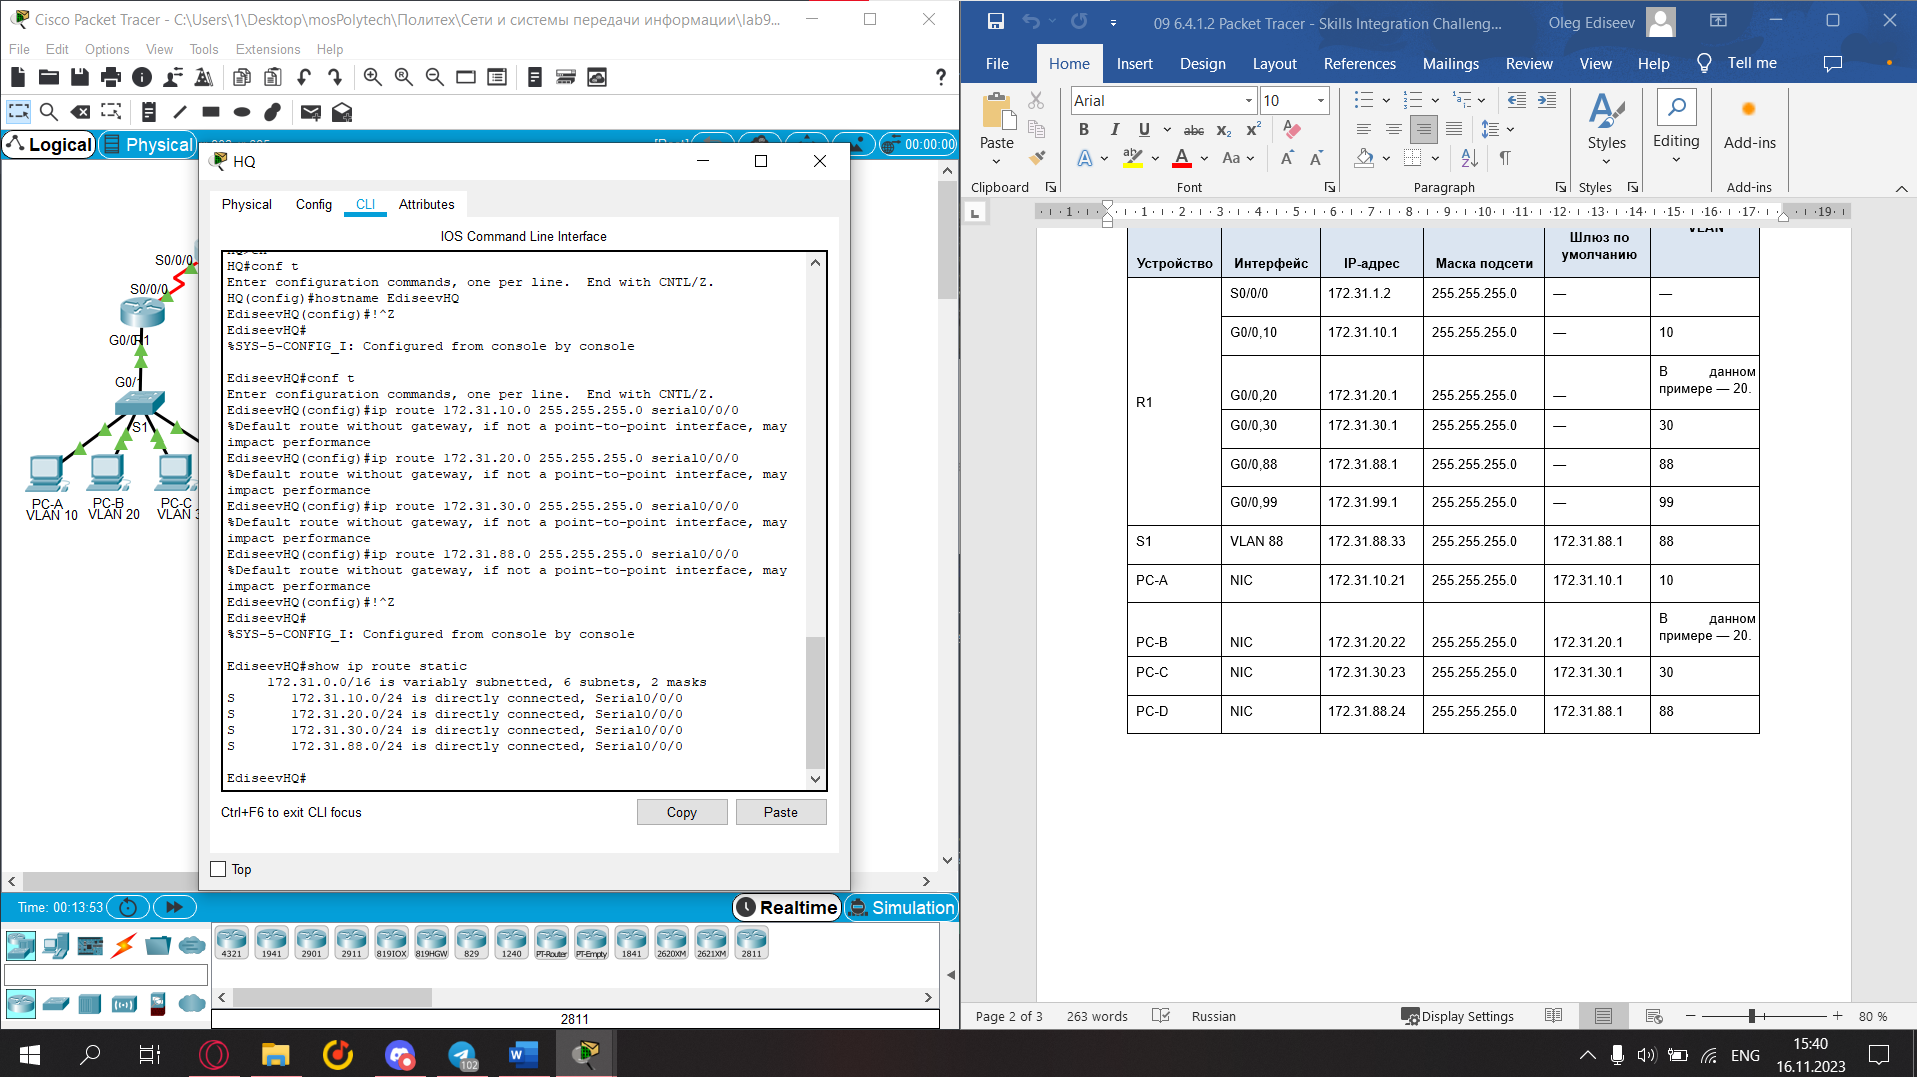 Cisco Packet Tracer - C:\Users\1\Desktop\mosPolytech\Политех\Сети и системы передачи информации\lab9...
File Edit Options View Tools Extensions Help
Logical Physical
00:00:00
S0/0/0
S0/0/0
R1
G0/0
G0/1
S1
PC-A
VLAN 10
PC-B
VLAN 20
PC-C
VLAN 3
HQ
Physical Config CLI Attributes
IOS Command Line Interface
HQ#conf t
Enter configuration commands, one per line.  End with CNTL/Z.
HQ(config)#hostname EdiseevHQ
EdiseevHQ(config)#!^Z
EdiseevHQ#
%SYS-5-CONFIG_I: Configured from console by console
EdiseevHQ#conf t
Enter configuration commands, one per line.  End with CNTL/Z.
EdiseevHQ(config)#ip route 172.31.10.0 255.255.255.0 serial0/0/0
%Default route without gateway, if not a point-to-point interface, may
impact performance
EdiseevHQ(config)#ip route 172.31.20.0 255.255.255.0 serial0/0/0
%Default route without gateway, if not a point-to-point interface, may
impact performance
EdiseevHQ(config)#ip route 172.31.30.0 255.255.255.0 serial0/0/0
%Default route without gateway, if not a point-to-point interface, may
impact performance
EdiseevHQ(config)#ip route 172.31.88.0 255.255.255.0 serial0/0/0
%Default route without gateway, if not a point-to-point interface, may
impact performance
EdiseevHQ(config)#!^Z
EdiseevHQ#
%SYS-5-CONFIG_I: Configured from console by console
EdiseevHQ#show ip route static
172.31.0.0/16 is variably subnetted, 6 subnets, 2 masks
S 172.31.10.0/24 is directly connected, Serial0/0/0
S 172.31.20.0/24 is directly connected, Serial0/0/0
S 172.31.30.0/24 is directly connected, Serial0/0/0
S 172.31.88.0/24 is directly connected, Serial0/0/0
EdiseevHQ#
Ctrl+F6 to exit CLI focus
Copy Paste
Top
Time: 00:13:53
Realtime Simulation
4321 1941 2901 2911 819IOX 819HGW 829 1240 PT-Router PT-Empty 1841 2620XM 2621XM 2811
2811
09 6.4.1.2 Packet Tracer - Skills Integration Challeng...
Oleg Ediseev
File Home Insert Design Layout References Mailings Review View Help Tell me
Paste
Clipboard
Arial 10
Font
Paragraph
Styles
Styles
Editing
Add-ins
Add-ins
1 1 2 3 4 5 6 7 8 9 10 11 12 13 14 15 16 17 19
Устройство Интерфейс IP-адрес Маска подсети Шлюз по умолчанию VLAN
R1 S0/0/0 172.31.1.2 255.255.255.0 — —
G0/0,10 172.31.10.1 255.255.255.0 — 10
G0/0,20 172.31.20.1 255.255.255.0 — В данном примере — 20.
G0/0,30 172.31.30.1 255.255.255.0 — 30
G0/0,88 172.31.88.1 255.255.255.0 — 88
G0/0,99 172.31.99.1 255.255.255.0 — 99
S1 VLAN 88 172.31.88.33 255.255.255.0 172.31.88.1 88
PC-A NIC 172.31.10.21 255.255.255.0 172.31.10.1 10
PC-B NIC 172.31.20.22 255.255.255.0 172.31.20.1 В данном примере — 20.
PC-C NIC 172.31.30.23 255.255.255.0 172.31.30.1 30
PC-D NIC 172.31.88.24 255.255.255.0 172.31.88.1 88
Page 2 of 3 263 words Russian Display Settings 80 %
102
ENG
15:40
16.11.2023